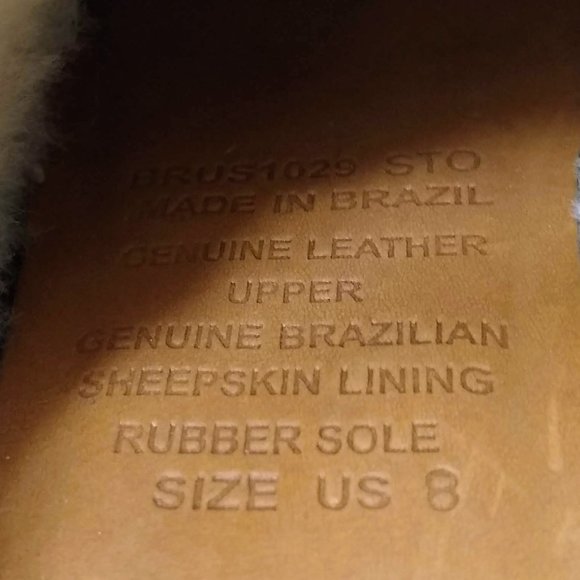 BRUS1029 STO
MADE IN BRAZIL
GENUINE LEATHER
UPPER
GENUINE BRAZILIAN
SHEEPSKIN LINING
RUBBER SOLE
SIZE US 8